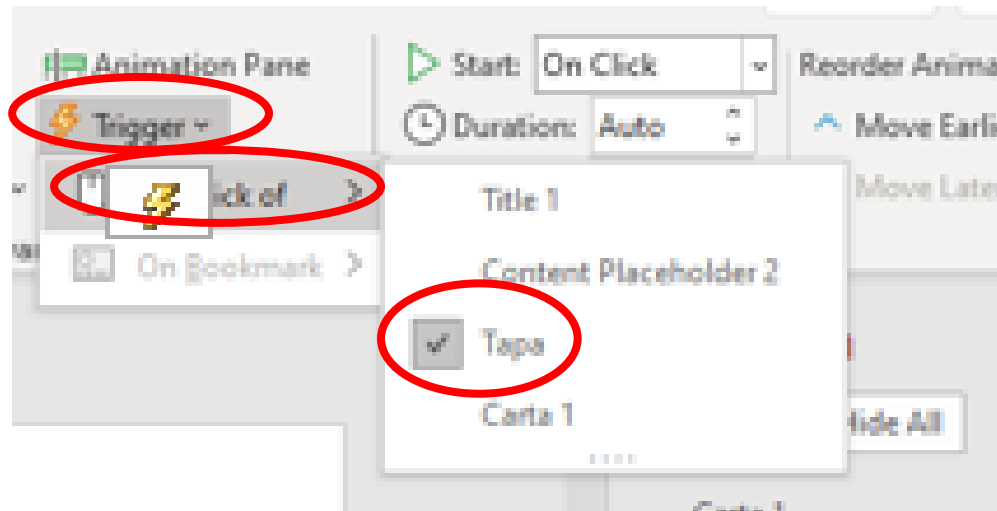 Animation Pane
Trigger
ick of
On Bookmark
Start: On Click
Duration: Auto
Reorder Anima
Move Earli
Move Late
Title 1
Content Placeholder 2
Tapa
Carta 1
Hide All